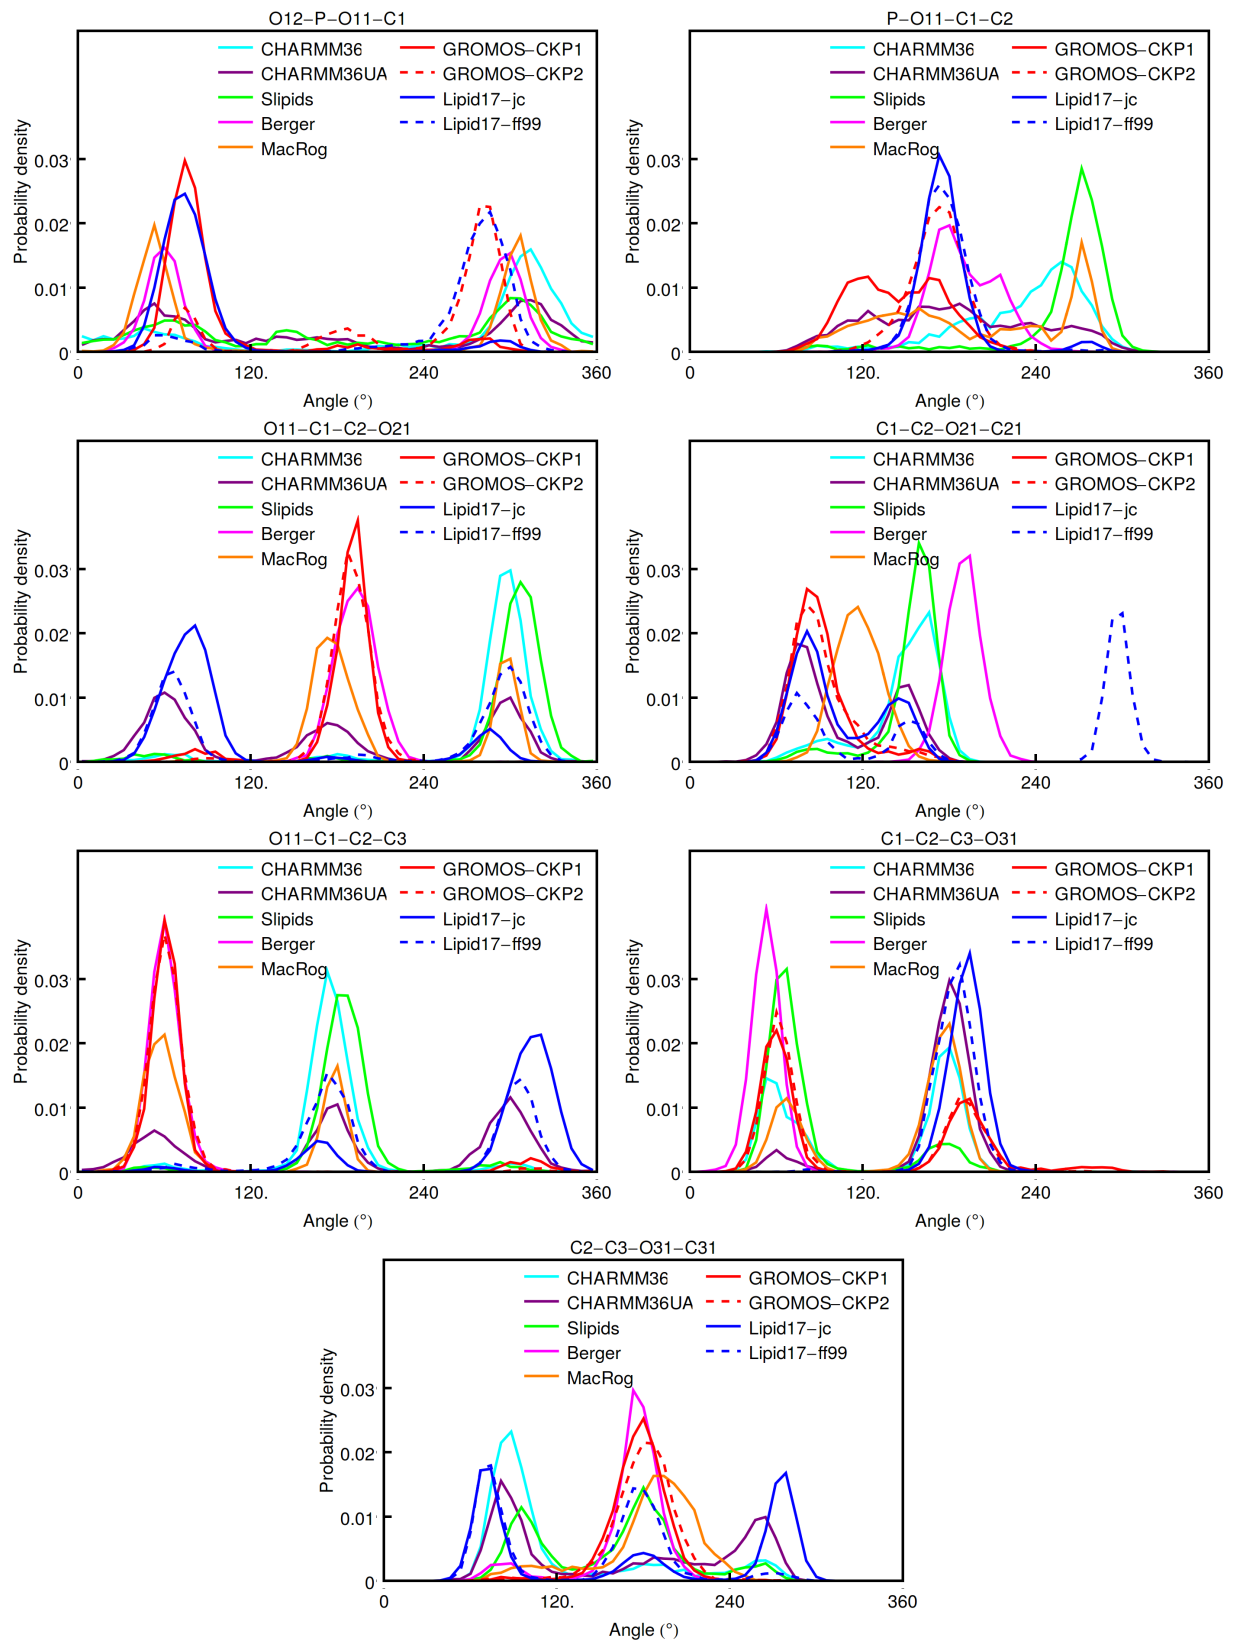 O12−P−O11−C1
CHARMM36 GROMOS−CKP1
CHARMM36UA GROMOS−CKP2
Slipids Lipid17−jc
Berger Lipid17−ff99
MacRog
Probability density
0.03
0.02
0.01
0
0 120. 240 360
Angle (°)
P−O11−C1−C2
CHARMM36 GROMOS−CKP1
CHARMM36UA GROMOS−CKP2
Slipids Lipid17−jc
Berger Lipid17−ff99
MacRog
Probability density
0.03
0.02
0.01
0
0 120. 240 360
Angle (°)
O11−C1−C2−O21
CHARMM36 GROMOS−CKP1
CHARMM36UA GROMOS−CKP2
Slipids Lipid17−jc
Berger Lipid17−ff99
MacRog
Probability density
0.03
0.02
0.01
0
0 120. 240 360
Angle (°)
C1−C2−O21−C21
CHARMM36 GROMOS−CKP1
CHARMM36UA GROMOS−CKP2
Slipids Lipid17−jc
Berger Lipid17−ff99
MacRog
Probability density
0.03
0.02
0.01
0
0 120. 240 360
Angle (°)
O11−C1−C2−C3
CHARMM36 GROMOS−CKP1
CHARMM36UA GROMOS−CKP2
Slipids Lipid17−jc
Berger Lipid17−ff99
MacRog
Probability density
0.03
0.02
0.01
0
0 120. 240 360
Angle (°)
C1−C2−C3−O31
CHARMM36 GROMOS−CKP1
CHARMM36UA GROMOS−CKP2
Slipids Lipid17−jc
Berger Lipid17−ff99
MacRog
Probability density
0.03
0.02
0.01
0
0 120. 240 360
Angle (°)
C2−C3−O31−C31
CHARMM36 GROMOS−CKP1
CHARMM36UA GROMOS−CKP2
Slipids Lipid17−jc
Berger Lipid17−ff99
MacRog
Probability density
0.03
0.02
0.01
0
0 120. 240 360
Angle (°)